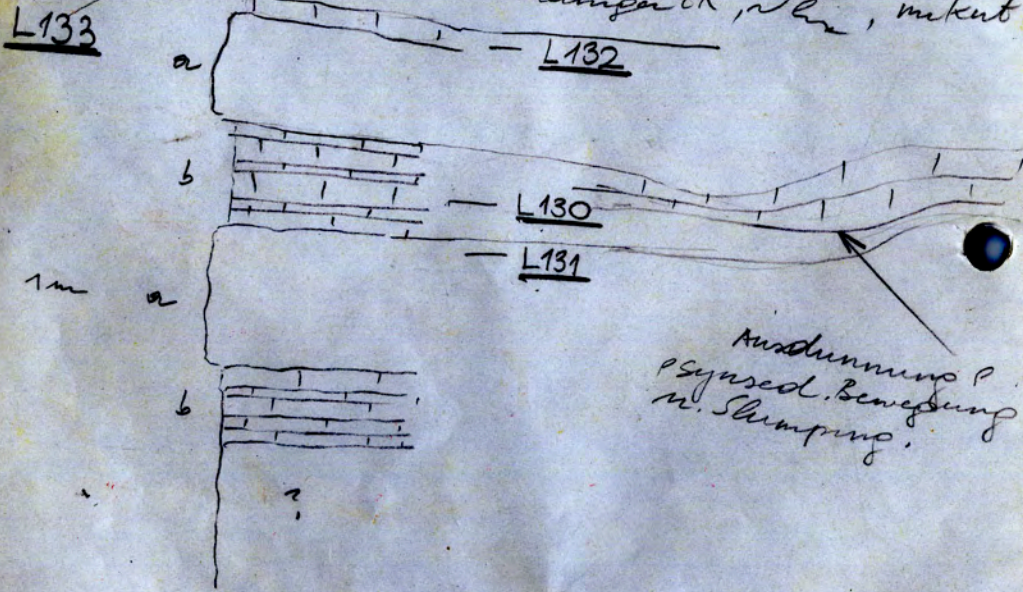 L133
a
L132
b
L130
L131
1m a
Ausdünnung?
?Synsed. Bewegung
u. Slumping.
b
?